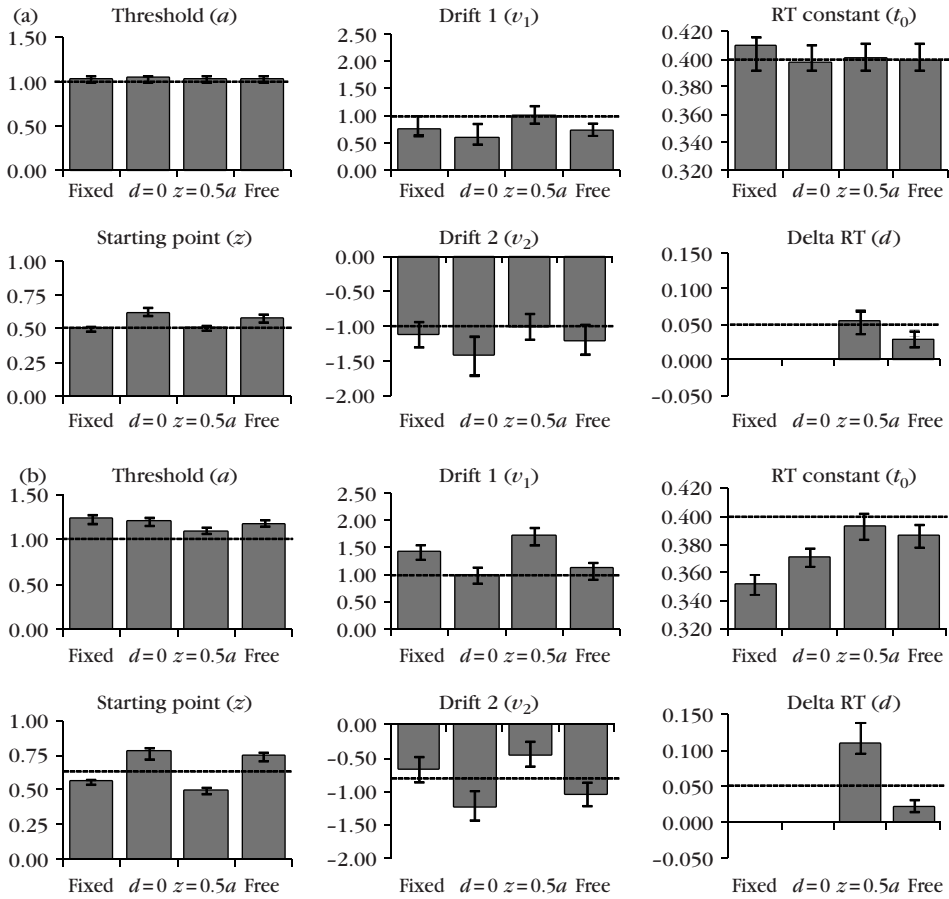 (a) Threshold (a) Drift 1 (v1) RT constant (t0)
1.50 2.50 0.420
2.00 0.400
1.00 1.50 0.380
1.00 0.360
0.50 0.50 0.340
0.00 0.00 0.320
Fixed d=0 z=0.5a Free Fixed d=0 z=0.5a Free Fixed d=0 z=0.5a Free
Starting point (z) Drift 2 (v2) Delta RT (d)
1.00 0.00 0.150
0.75 −0.50 0.100
0.50 −1.00 0.050
0.25 −1.50 0.000
0.00 −2.00 −0.050
Fixed d=0 z=0.5a Free Fixed d=0 z=0.5a Free Fixed d=0 z=0.5a Free
(b) Threshold (a) Drift 1 (v1) RT constant (t0)
1.50 2.50 0.420
2.00 0.400
1.00 1.50 0.380
1.00 0.360
0.50 0.50 0.340
0.00 0.00 0.320
Fixed d=0 z=0.5a Free Fixed d=0 z=0.5a Free Fixed d=0 z=0.5a Free
Starting point (z) Drift 2 (v2) Delta RT (d)
1.00 0.00 0.150
0.75 −0.50 0.100
0.50 −1.00 0.050
0.25 −1.50 0.000
0.00 −2.00 −0.050
Fixed d=0 z=0.5a Free Fixed d=0 z=0.5a Free Fixed d=0 z=0.5a Free